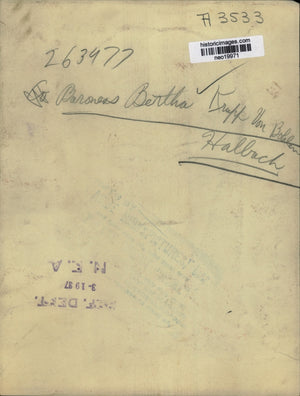 A 3533
historicimages.com
neo19971
263477
Baroness Bertha Krupp Von Bohlen
Halbach
N. E. A
3-1937
REF. DEPT.